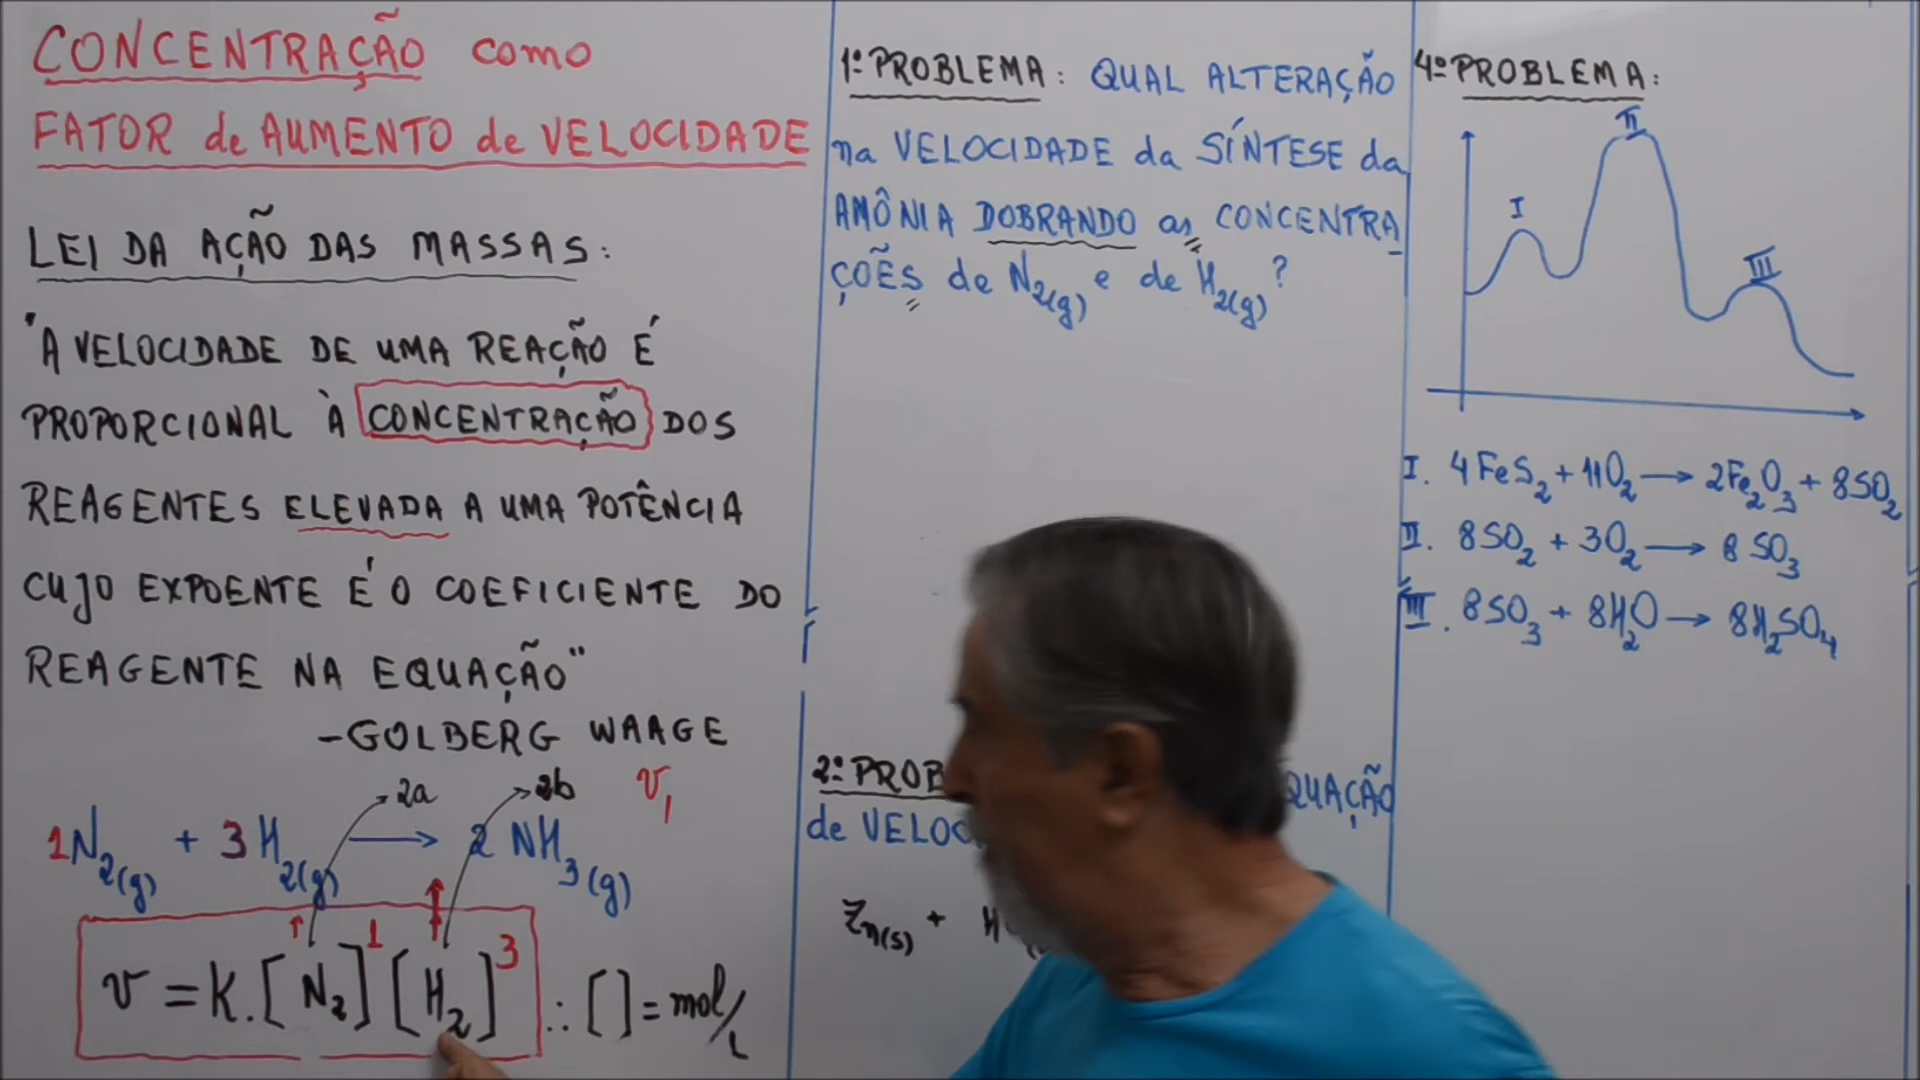 CONCENTRAÇÃO como
FATOR de AUMENTO de VELOCIDADE
LEI DA AÇÃO DAS MASSAS:
"A VELOCIDADE DE UMA REAÇÃO É
PROPORCIONAL À CONCENTRAÇÃO DOS
REAGENTES ELEVADA A UMA POTÊNCIA
CUJO EXPOENTE É O COEFICIENTE DO
REAGENTE NA EQUAÇÃO"
-GOLBERG WAAGE
2a 2b V₁
1N₂(g) + 3H₂(g) → 2NH₃(g)
v = K.[N₂]¹[H₂]³ ∴ [] = mol/L
1º PROBLEMA: QUAL ALTERAÇÃO
na VELOCIDADE da SÍNTESE da
AMÔNIA DOBRANDO as CONCENTRA
ÇÕES de N₂(g) e de H₂(g)?
2º QUAÇÃO
de
Zn(s) +
4º PROBLEMA:
II
I
III
I. 4FeS₂ + 11O₂ → 2Fe₂O₃ + 8SO₂
II. 8SO₂ + 3O₂ → 8SO₃
III. 8SO₃ + 8H₂O → 8H₂SO₄